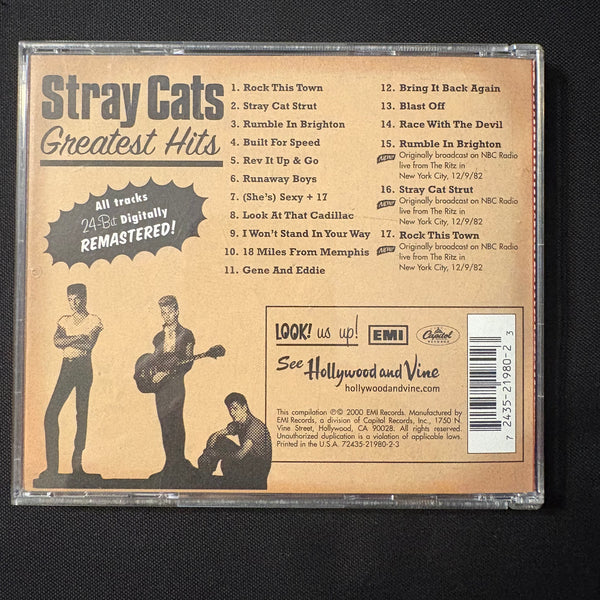 Stray Cats
Greatest Hits
All tracks
24-Bit Digitally
REMASTERED!
1. Rock This Town
2. Stray Cat Strut
3. Rumble In Brighton
4. Built For Speed
5. Rev It Up & Go
6. Runaway Boys
7. (She's) Sexy + 17
8. Look At That Cadillac
9. I Won't Stand In Your Way
10. 18 Miles From Memphis
11. Gene And Eddie
12. Bring It Back Again
13. Blast Off
14. Race With The Devil
15. Rumble In Brighton
NEW! Originally broadcast on NBC Radio
live from The Ritz in
New York City, 12/9/82
16. Stray Cat Strut
NEW! Originally broadcast on NBC Radio
live from The Ritz in
New York City, 12/9/82
17. Rock This Town
NEW! Originally broadcast on NBC Radio
live from The Ritz in
New York City, 12/9/82
LOOK! us up! EMI Capitol
RECORDS
See Hollywood and Vine
hollywoodandvine.com
This compilation ℗© 2000 EMI Records. Manufactured by
EMI Records, a division of Capitol Records, Inc., 1750 N.
Vine Street, Hollywood, CA 90028. All rights reserved.
Unauthorized duplication is a violation of applicable laws.
Printed in the U.S.A. 72435-21980-2-3
7 2435-21980-2 3